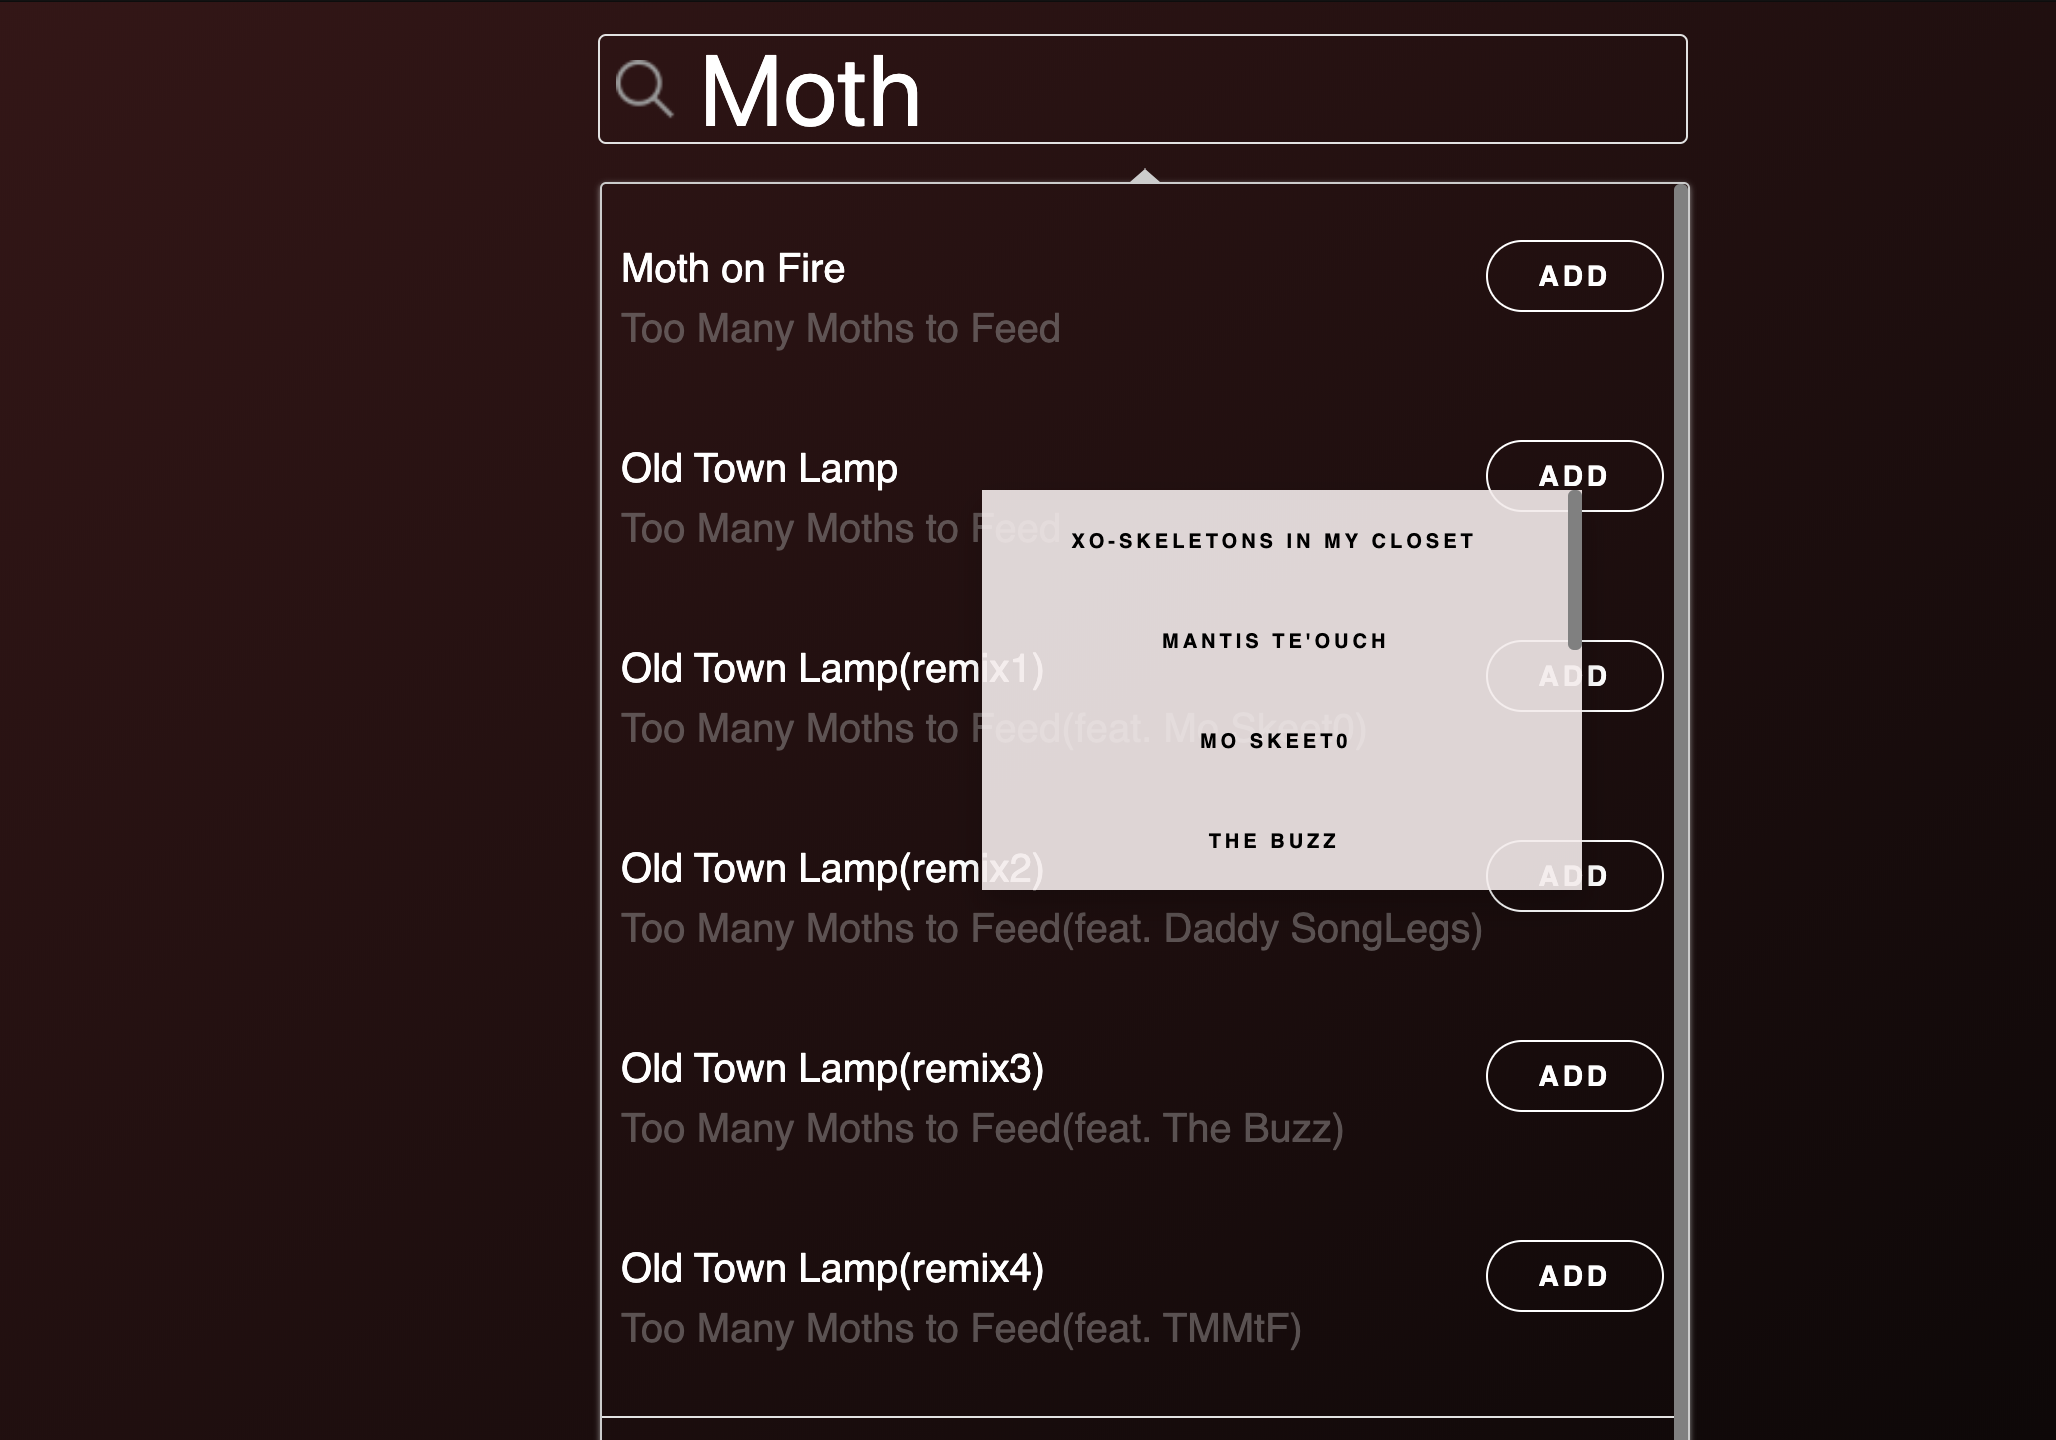 Moth
Moth on Fire
ADD
Too Many Moths to Feed
Old Town Lamp
ADD
Too Many Moths to Feed
XO-SKELETONS IN MY CLOSET
MANTIS TE'OUCH
Old Town Lamp(remix1)
ADD
Too Many Moths to Feed(feat. Mo Skeet0)
MO SKEET0
THE BUZZ
Old Town Lamp(remix2)
ADD
Too Many Moths to Feed(feat. Daddy SongLegs)
Old Town Lamp(remix3)
ADD
Too Many Moths to Feed(feat. The Buzz)
Old Town Lamp(remix4)
ADD
Too Many Moths to Feed(feat. TMMtF)